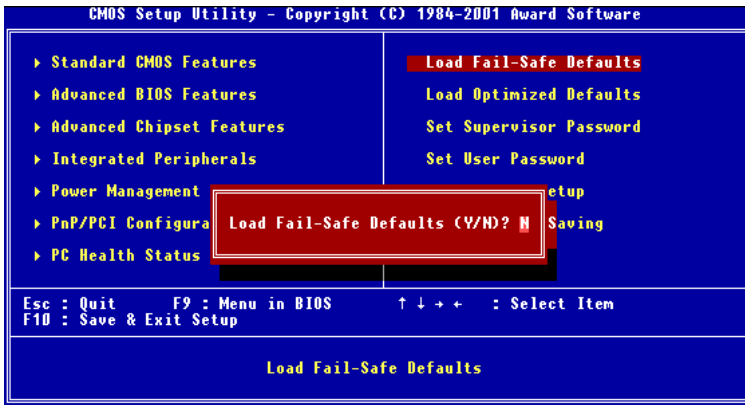 CMOS Setup Utility - Copyright (C) 1984-2001 Award Software
▸ Standard CMOS Features
▸ Advanced BIOS Features
▸ Advanced Chipset Features
▸ Integrated Peripherals
▸ Power Management
▸ PnP/PCI Configura
▸ PC Health Status
Load Fail-Safe Defaults
Load Optimized Defaults
Set Supervisor Password
Set User Password
etup
Saving
Load Fail-Safe Defaults (Y/N)? N
Esc : Quit F9 : Menu in BIOS ↑ ↓ → ← : Select Item
F10 : Save & Exit Setup
Load Fail-Safe Defaults